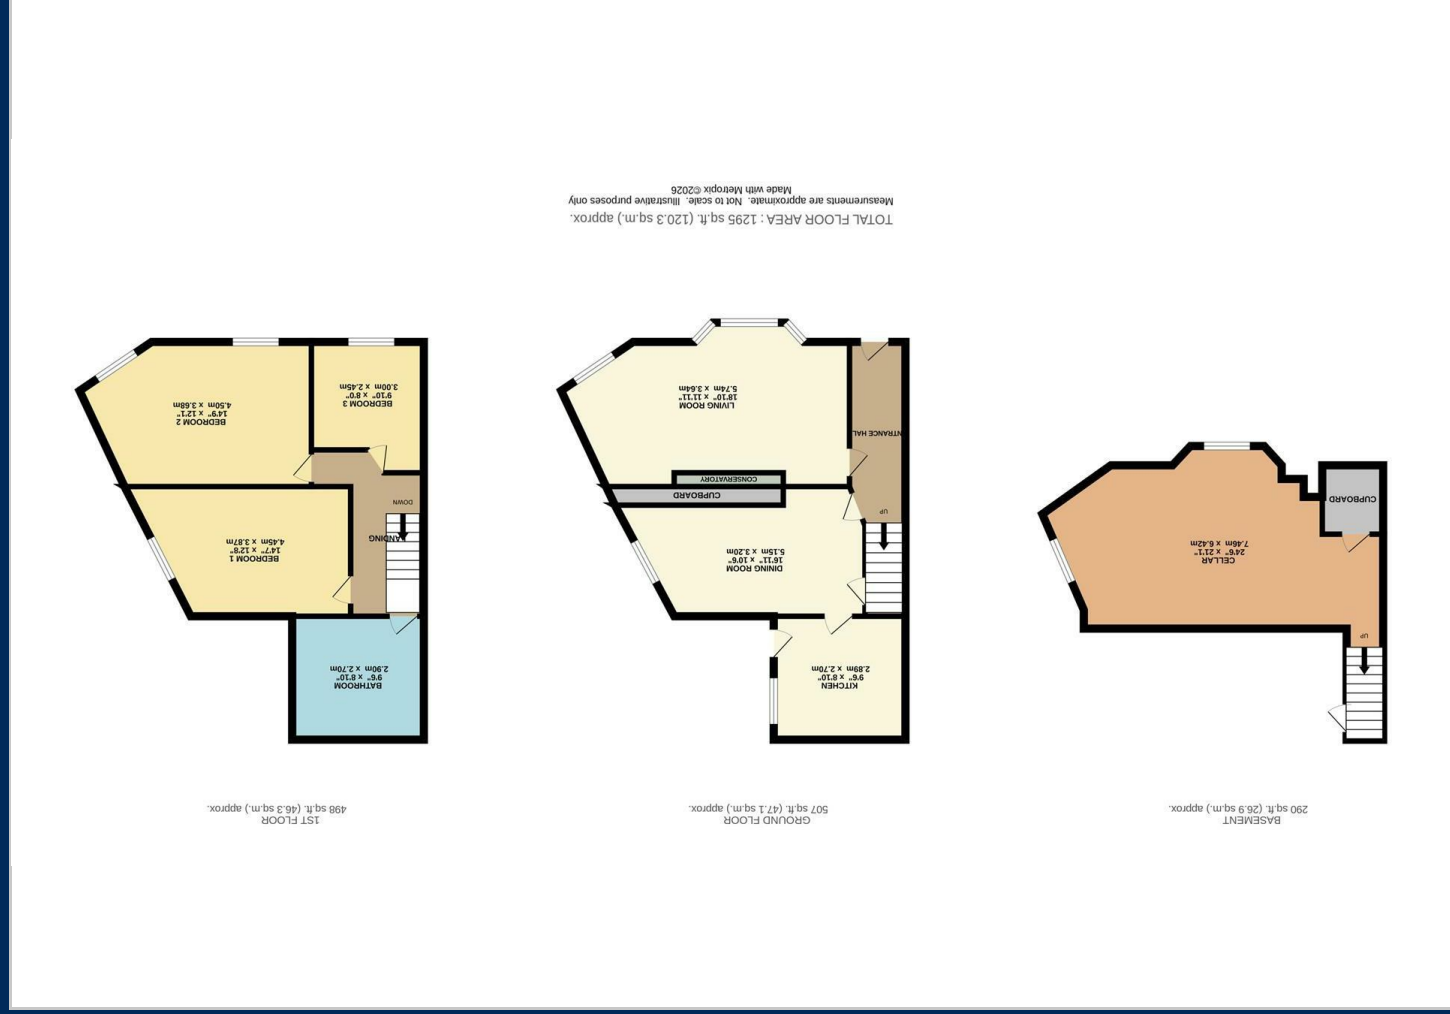 BASEMENT
290 sq.ft. (26.9 sq.m.) approx.
GROUND FLOOR
507 sq.ft. (47.1 sq.m.) approx.
1ST FLOOR
498 sq.ft. (46.3 sq.m.) approx.
UP
CELLAR
24'6" x 21'1"
7.46m x 6.42m
CUPBOARD
KITCHEN
9'6" x 8'10"
2.89m x 2.70m
DINING ROOM
16'11" x 10'6"
5.15m x 3.20m
UP
CUPBOARD
CONSERVATORY
ENTRANCE HALL
LIVING ROOM
18'10" x 11'11"
5.74m x 3.64m
BATHROOM
9'6" x 8'10"
2.90m x 2.70m
BEDROOM 1
14'7" x 12'8"
4.45m x 3.87m
LANDING
DOWN
BEDROOM 2
14'9" x 12'1"
4.50m x 3.68m
BEDROOM 3
9'10" x 8'0"
3.00m x 2.45m
TOTAL FLOOR AREA : 1295 sq.ft. (120.3 sq.m.) approx.
Measurements are approximate. Not to scale. Illustrative purposes only
Made with Metropix ©2026